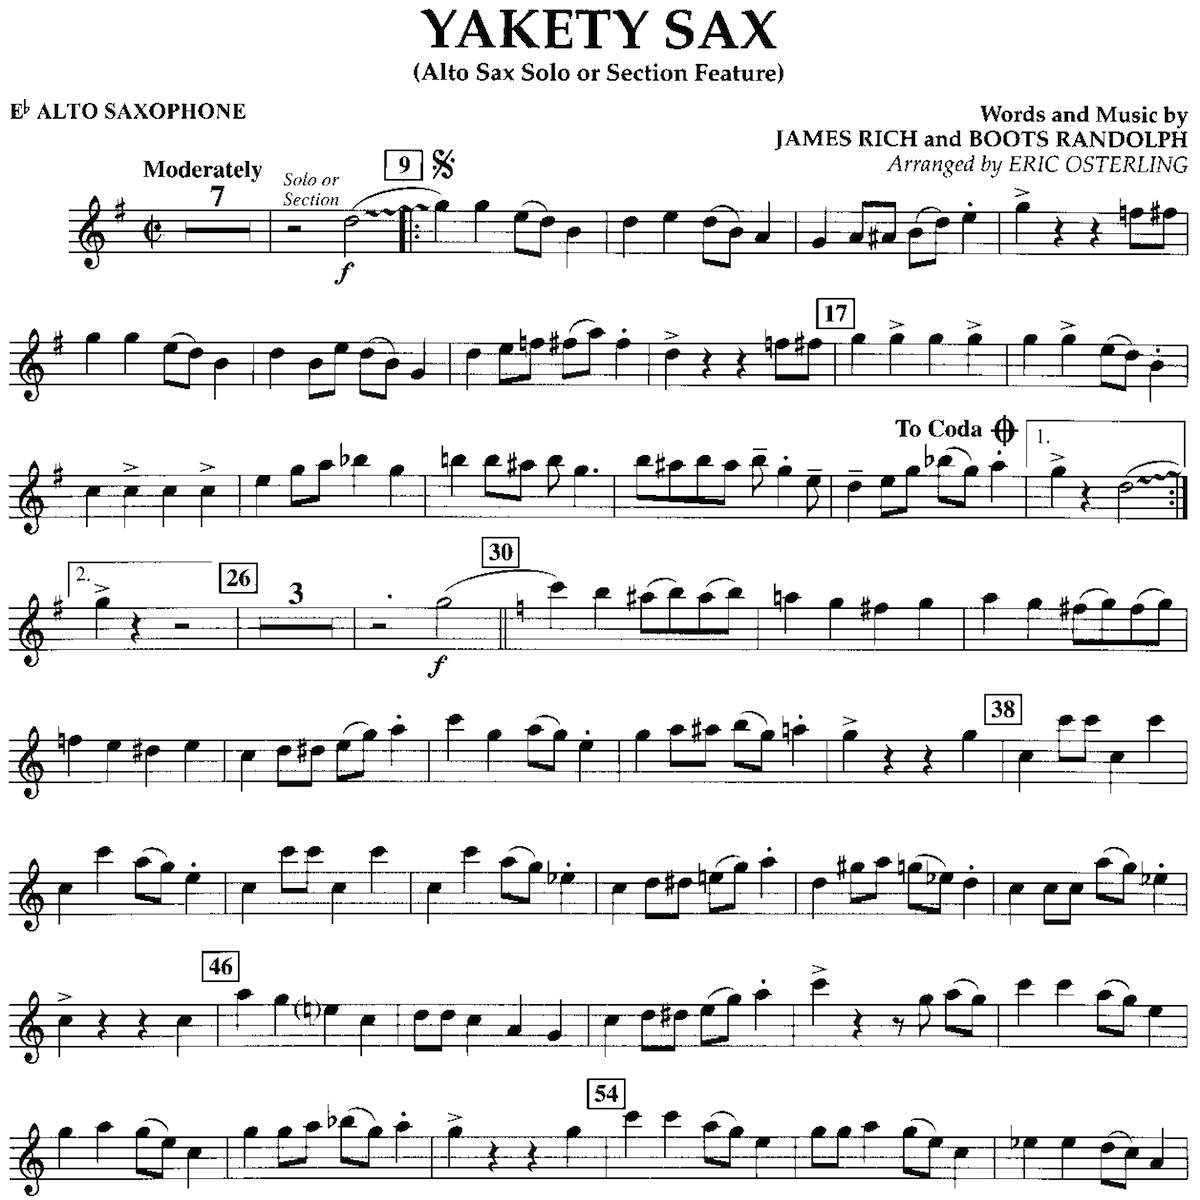 YAKETY SAX
(Alto Sax Solo or Section Feature)
E♭ ALTO SAXOPHONE
Words and Music by
JAMES RICH and BOOTS RANDOLPH
Arranged by ERIC OSTERLING
Moderately
7
Solo or
Section
9
f
17
To Coda
1.
2.
26
3
30
f
38
46
54